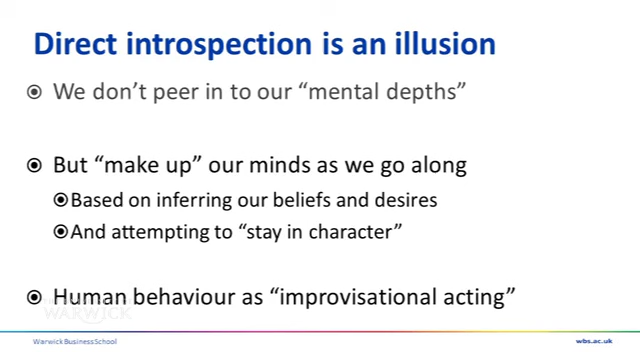 Direct introspection is an illusion
We don't peer in to our “mental depths”
But “make up” our minds as we go along
Based on inferring our beliefs and desires
And attempting to “stay in character”
Human behaviour as “improvisational acting”
WARWICK
Warwick Business School
wbs.ac.uk